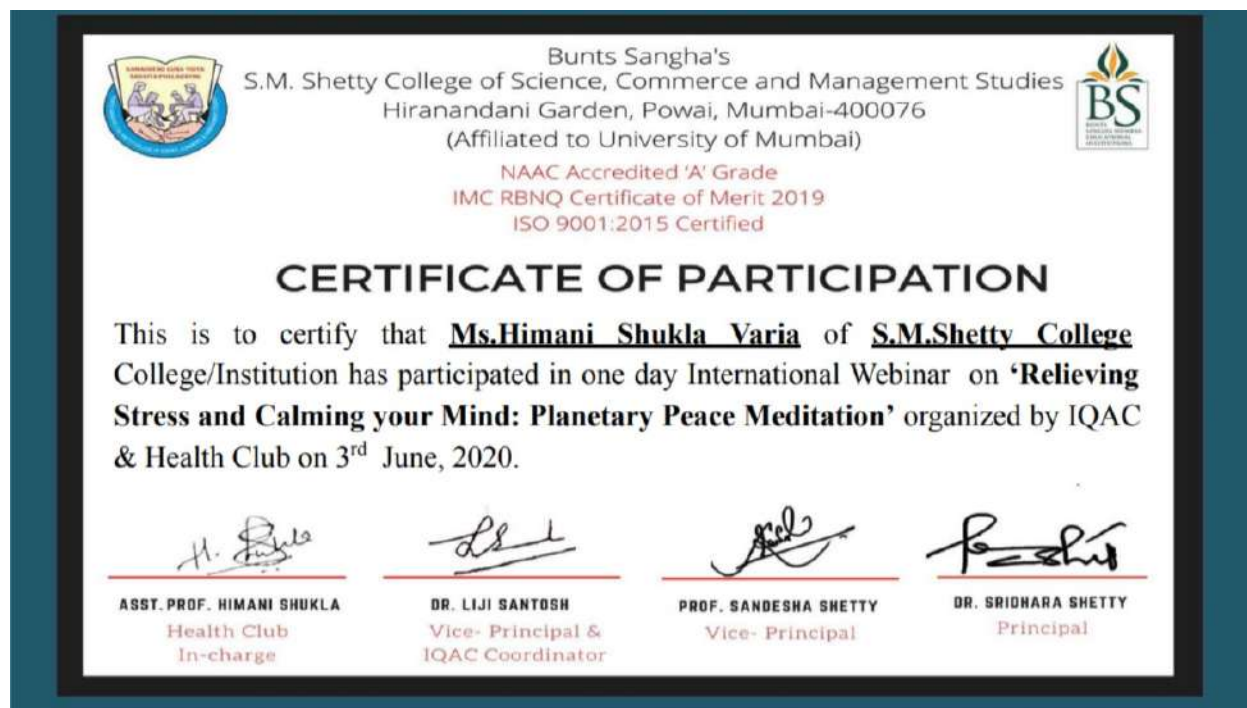 Bunts Sangha's
S.M. Shetty College of Science, Commerce and Management Studies
Hiranandani Garden, Powai, Mumbai-400076
(Affiliated to University of Mumbai)
NAAC Accredited 'A' Grade
IMC RBNQ Certificate of Merit 2019
ISO 9001:2015 Certified
BS
CERTIFICATE OF PARTICIPATION
This is to certify that Ms.Himani Shukla Varia of S.M.Shetty College
College/Institution has participated in one day International Webinar on ‘Relieving
Stress and Calming your Mind: Planetary Peace Meditation’ organized by IQAC
& Health Club on 3rd June, 2020.
H. Shukla
ASST. PROF. HIMANI SHUKLA
Health Club
In-charge
DR. LIJI SANTOSH
Vice- Principal &
IQAC Coordinator
PROF. SANDESHA SHETTY
Vice- Principal
DR. SRIDHARA SHETTY
Principal